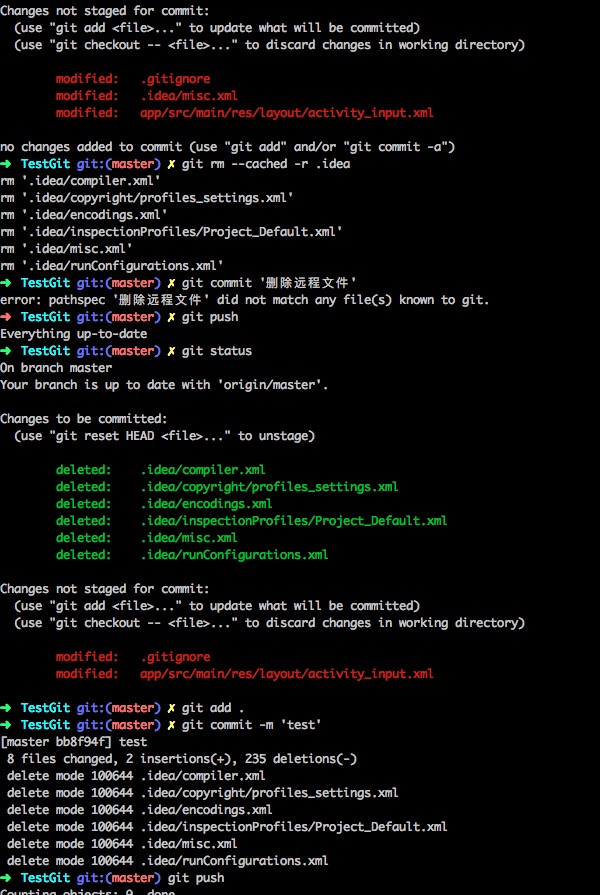 Changes not staged for commit:
  (use "git add <file>..." to update what will be committed)
  (use "git checkout -- <file>..." to discard changes in working directory)
        modified:   .gitignore
        modified:   .idea/misc.xml
        modified:   app/src/main/res/layout/activity_input.xml
no changes added to commit (use "git add" and/or "git commit -a")
➜  TestGit git:(master) ✗ git rm --cached -r .idea
rm '.idea/compiler.xml'
rm '.idea/copyright/profiles_settings.xml'
rm '.idea/encodings.xml'
rm '.idea/inspectionProfiles/Project_Default.xml'
rm '.idea/misc.xml'
rm '.idea/runConfigurations.xml'
➜  TestGit git:(master) ✗ git commit '删除远程文件'
error: pathspec '删除远程文件' did not match any file(s) known to git.
➜  TestGit git:(master) ✗ git push
Everything up-to-date
➜  TestGit git:(master) ✗ git status
On branch master
Your branch is up to date with 'origin/master'.
Changes to be committed:
  (use "git reset HEAD <file>..." to unstage)
        deleted:    .idea/compiler.xml
        deleted:    .idea/copyright/profiles_settings.xml
        deleted:    .idea/encodings.xml
        deleted:    .idea/inspectionProfiles/Project_Default.xml
        deleted:    .idea/misc.xml
        deleted:    .idea/runConfigurations.xml
Changes not staged for commit:
  (use "git add <file>..." to update what will be committed)
  (use "git checkout -- <file>..." to discard changes in working directory)
        modified:   .gitignore
        modified:   app/src/main/res/layout/activity_input.xml
➜  TestGit git:(master) ✗ git add .
➜  TestGit git:(master) ✗ git commit -m 'test'
[master bb8f94f] test
 8 files changed, 2 insertions(+), 235 deletions(-)
 delete mode 100644 .idea/compiler.xml
 delete mode 100644 .idea/copyright/profiles_settings.xml
 delete mode 100644 .idea/encodings.xml
 delete mode 100644 .idea/inspectionProfiles/Project_Default.xml
 delete mode 100644 .idea/misc.xml
 delete mode 100644 .idea/runConfigurations.xml
➜  TestGit git:(master) git push
Counting objects: 9, done.